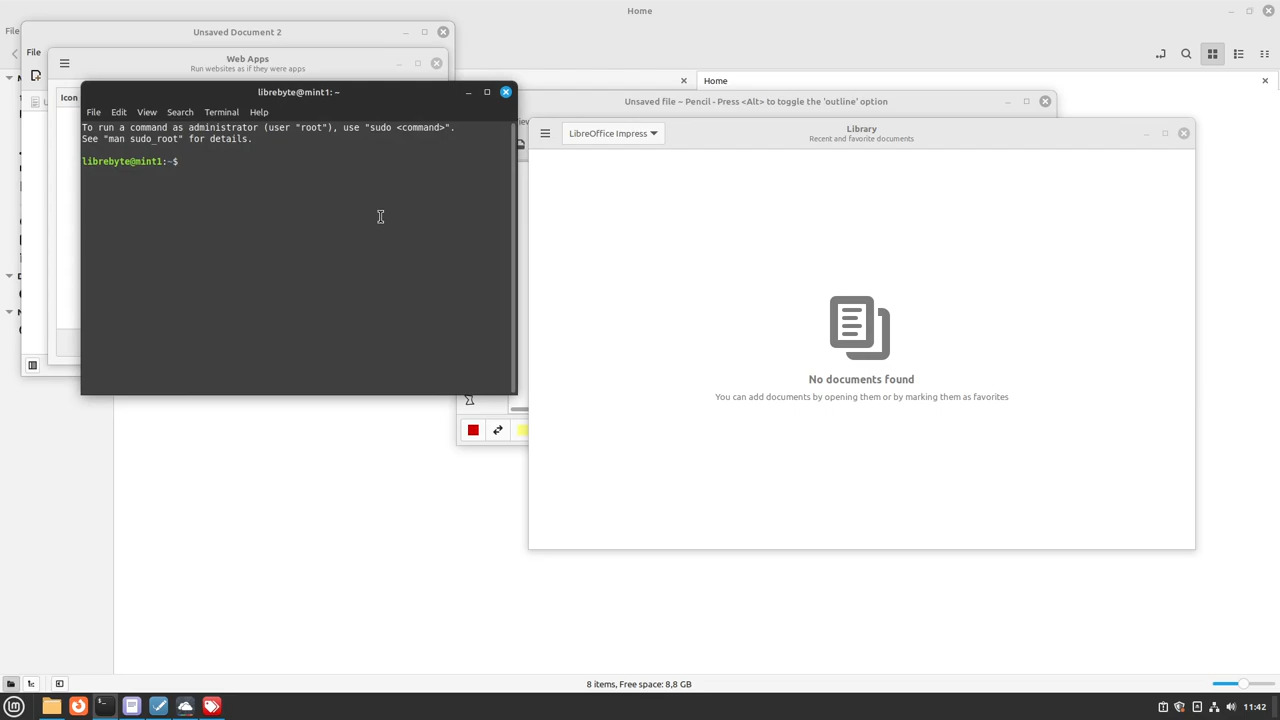 Home
File
Unsaved Document 2
File
Web Apps
Run websites as if they were apps
Icon
librebyte@mint1: ~
File Edit View Search Terminal Help
To run a command as administrator (user "root"), use "sudo <command>".
See "man sudo_root" for details.
librebyte@mint1:~$
Home
Unsaved file ~ Pencil - Press <Alt> to toggle the 'outline' option
LibreOffice Impress
Library
Recent and favorite documents
No documents found
You can add documents by opening them or by marking them as favorites
8 items, Free space: 8,8 GB
11:42